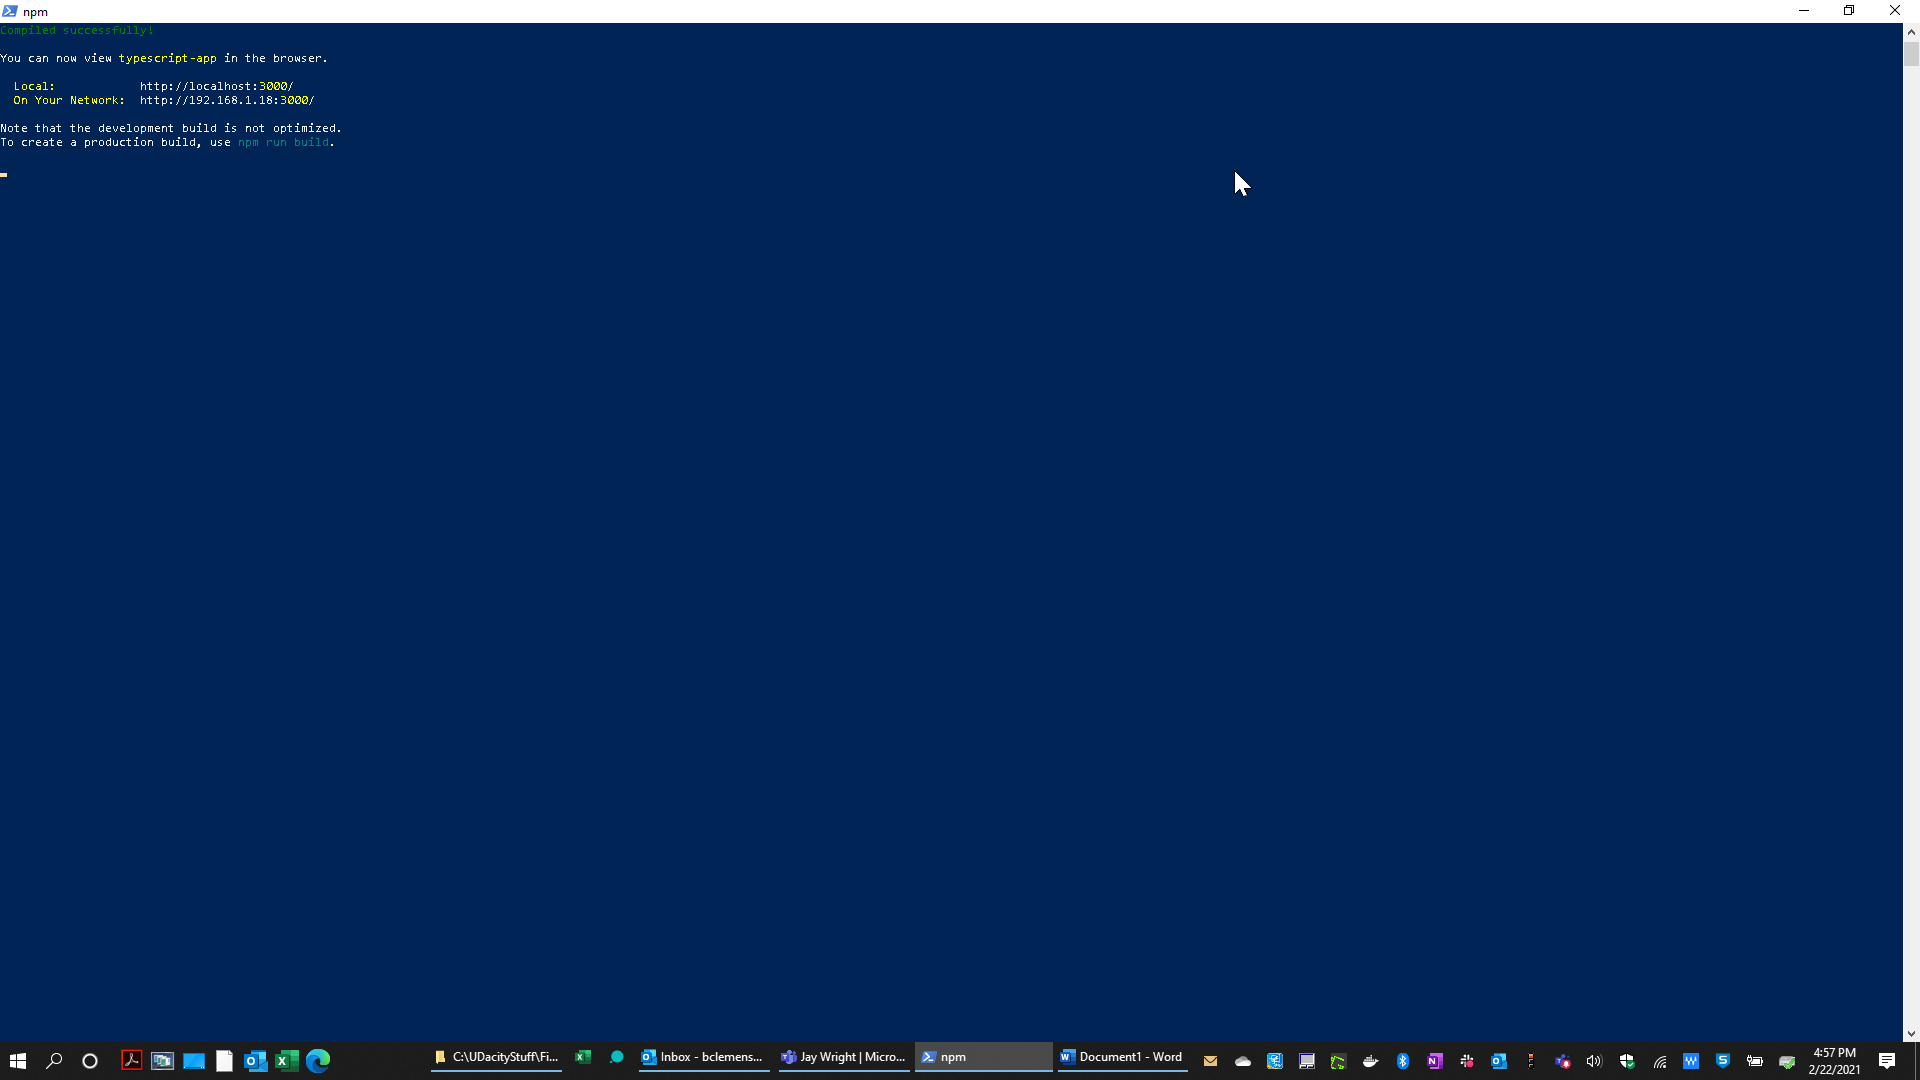 npm
Compiled successfully!
You can now view typescript-app in the browser.
Local: http://localhost:3000/
On Your Network: http://192.168.1.18:3000/
Note that the development build is not optimized.
To create a production build, use npm run build.
C:\UDacityStuff\Fi...
Inbox - bclemens...
Jay Wright | Micro...
npm
Document1 - Word
4:57 PM
2/22/2021